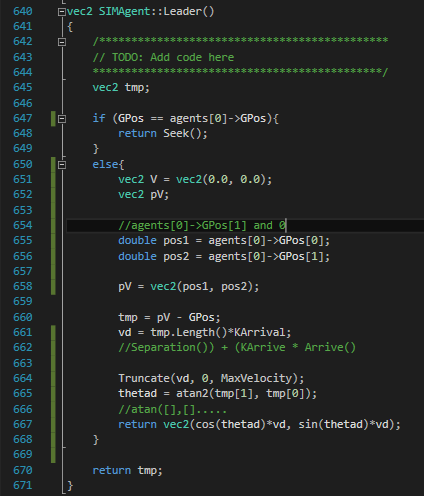 640 vec2 SIMAgent::Leader()
641 {
642 /*********************************************
643 // TODO: Add code here
644 *********************************************/
645 vec2 tmp;
646
647 if (GPos == agents[0]->GPos){
648 return Seek();
649 }
650 else{
651 vec2 V = vec2(0.0, 0.0);
652 vec2 pV;
653
654 //agents[0]->GPos[1] and 0
655 double pos1 = agents[0]->GPos[0];
656 double pos2 = agents[0]->GPos[1];
657
658 pV = vec2(pos1, pos2);
659
660 tmp = pV - GPos;
661 vd = tmp.Length()*KArrival;
662 //Separation()) + (KArrive * Arrive()
663
664 Truncate(vd, 0, MaxVelocity);
665 thetad = atan2(tmp[1], tmp[0]);
666 //atan([],[].....
667 return vec2(cos(thetad)*vd, sin(thetad)*vd);
668 }
669
670 return tmp;
671 }